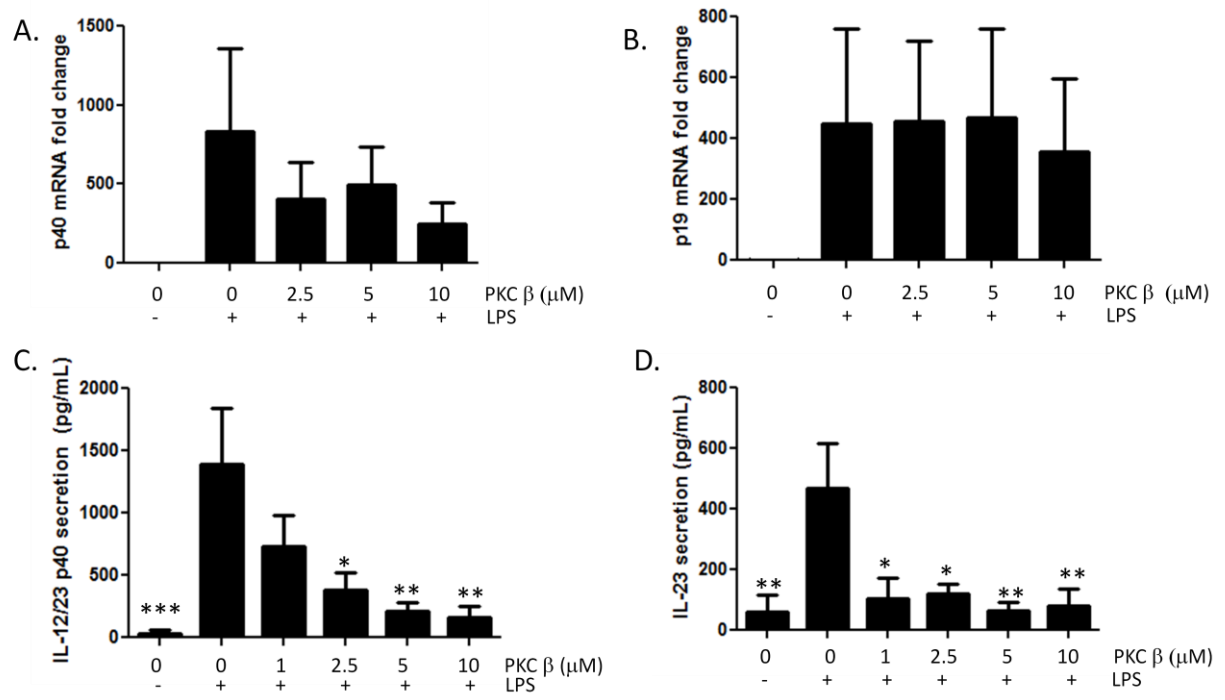 A.
p40 mRNA fold change
1500
1000
500
0
0 0 2.5 5 10 PKC β (μM)
- + + + + LPS
B.
p19 mRNA fold change
800
600
400
200
0
0 0 2.5 5 10 PKC β (μM)
- + + + + LPS
C.
IL-12/23 p40 secretion (pg/mL)
2000
1500
1000
500
0
*** * ** **
0 0 1 2.5 5 10 PKC β (μM)
- + + + + + LPS
D.
IL-23 secretion (pg/mL)
800
600
400
200
0
** * * ** **
0 0 1 2.5 5 10 PKC β (μM)
- + + + + + LPS